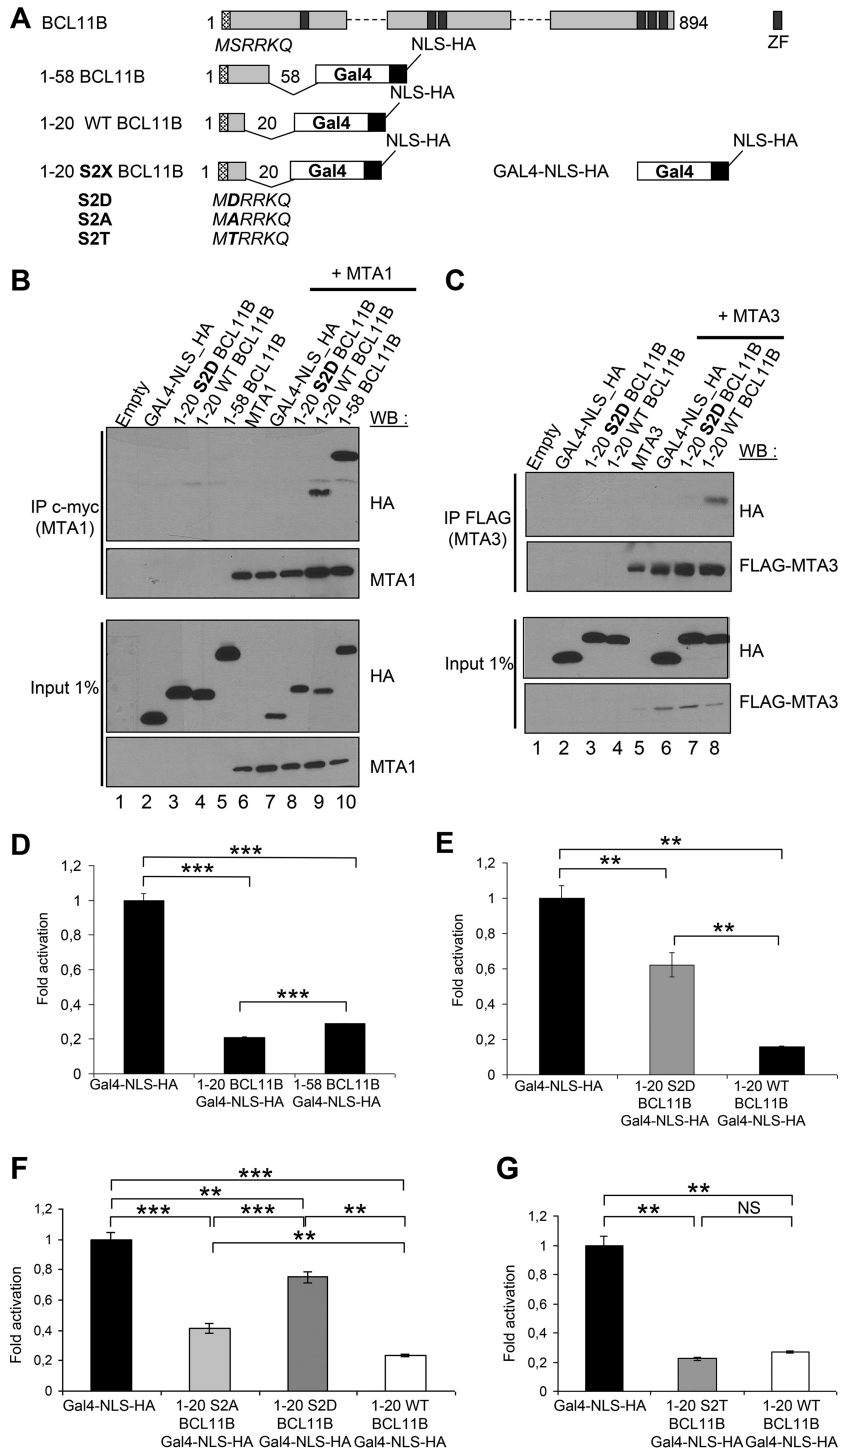 A
BCL11B 1 894
MSRRKQ ZF
NLS-HA
1-58 BCL11B 1 58 Gal4
NLS-HA
1-20 WT BCL11B 1 20 Gal4
NLS-HA NLS-HA
1-20 S2X BCL11B 1 20 Gal4 GAL4-NLS-HA Gal4
S2D MDRRKQ
S2A MARRKQ
S2T MTRRKQ
B
+ MTA1
Empty
GAL4-NLS_HA
1-20 S2D BCL11B
1-20 WT BCL11B
1-58 BCL11B
MTA1
GAL4-NLS_HA
1-20 S2D BCL11B
1-20 WT BCL11B
1-58 BCL11B
WB :
IP c-myc
(MTA1)
HA
MTA1
Input 1%
HA
MTA1
1 2 3 4 5 6 7 8 9 10
C
+ MTA3
Empty
GAL4-NLS_HA
1-20 S2D BCL11B
1-20 WT BCL11B
MTA3
GAL4-NLS_HA
1-20 S2D BCL11B
1-20 WT BCL11B
WB :
IP FLAG
(MTA3)
HA
FLAG-MTA3
Input 1%
HA
FLAG-MTA3
1 2 3 4 5 6 7 8
D
Fold activation
1,2
1
0,8
0,6
0,4
0,2
0
***
***
***
Gal4-NLS-HA
1-20 BCL11B
Gal4-NLS-HA
1-58 BCL11B
Gal4-NLS-HA
E
Fold activation
1,2
1
0,8
0,6
0,4
0,2
0
**
**
**
Gal4-NLS-HA
1-20 S2D
BCL11B
Gal4-NLS-HA
1-20 WT
BCL11B
Gal4-NLS-HA
F
Fold activation
1,2
1
0,8
0,6
0,4
0,2
0
***
**
*** *** **
**
Gal4-NLS-HA
1-20 S2A
BCL11B
Gal4-NLS-HA
1-20 S2D
BCL11B
Gal4-NLS-HA
1-20 WT
BCL11B
Gal4-NLS-HA
G
Fold activation
1,2
1
0,8
0,6
0,4
0,2
0
**
** NS
Gal4-NLS-HA
1-20 S2T
BCL11B
Gal4-NLS-HA
1-20 WT
BCL11B
Gal4-NLS-HA